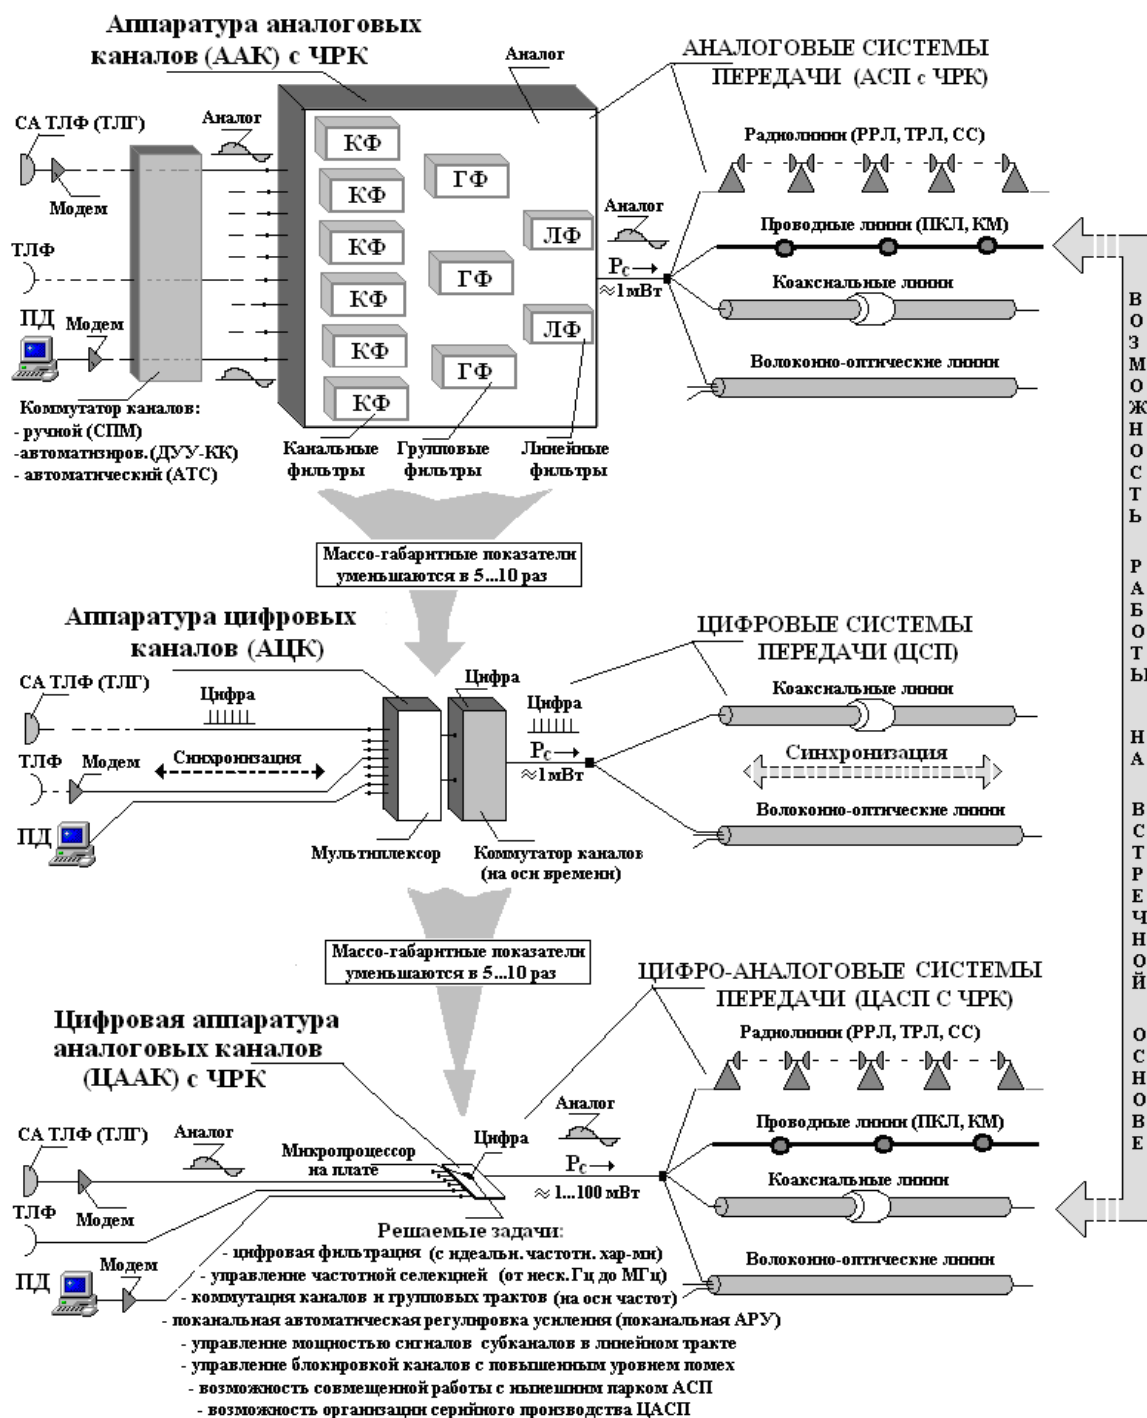 Аппаратура аналоговых
каналов (ААК) с ЧРК
Аналог
АНАЛОГОВЫЕ СИСТЕМЫ
ПЕРЕДАЧИ (АСП с ЧРК)
СА ТЛФ (ТЛГ)
Аналог
Модем
ТЛФ
ПД
Модем
КФ
КФ
КФ
КФ
КФ
КФ
ГФ
ГФ
ГФ
ЛФ
ЛФ
Аналог
Pс
≈1мВт
Радиолинии (РРЛ, ТРЛ, СС)
Проводные линии (ПКЛ, КМ)
Коаксиальные линии
Волоконно-оптические линии
Коммутатор каналов:
- ручной (СПМ)
-автоматизиров.(ДУУ-КК)
- автоматический (АТС)
Канальные
фильтры
Групповые
фильтры
Линейные
фильтры
Массо-габаритные показатели
уменьшаются в 5...10 раз
Аппаратура цифровых
каналов (АЦК)
ЦИФРОВЫЕ СИСТЕМЫ
ПЕРЕДАЧИ (ЦСП)
СА ТЛФ (ТЛГ)
Цифра
Цифра
Цифра
ТЛФ
Модем
Синхронизация
ПД
Pс
≈1мВт
Коаксиальные линии
Синхронизация
Волоконно-оптические линии
Мультиплексор
Коммутатор каналов
(на оси времени)
Массо-габаритные показатели
уменьшаются в 5...10 раз
Цифровая аппаратура
аналоговых каналов
(ЦААК) с ЧРК
ЦИФРО-АНАЛОГОВЫЕ СИСТЕМЫ
ПЕРЕДАЧИ (ЦАСП С ЧРК)
СА ТЛФ (ТЛГ)
Аналог
Модем
ТЛФ
ПД
Модем
Микропроцессор
на плате
Цифра
Аналог
Pс
≈ 1...100 мВт
Радиолинии (РРЛ, ТРЛ, СС)
Проводные линии (ПКЛ, КМ)
Коаксиальные линии
Волоконно-оптические линии
Решаемые задачи:
- цифровая фильтрация (с идеальн. частотн. хар-ми)
- управление частотной селекцией (от неск. Гц до МГц)
- коммутация каналов и групповых трактов (на оси частот)
- поканальная автоматическая регулировка усиления (поканальная АРУ)
- управление мощностью сигналов субканалов в линейном тракте
- управление блокировкой каналов с повышенным уровнем помех
- возможность совмещенной работы с нынешним парком АСП
- возможность организации серийного производства ЦАСП
ВОЗМОЖНОСТЬ РАБОТЫ НА ВСТРЕЧНОЙ ОСНОВЕ